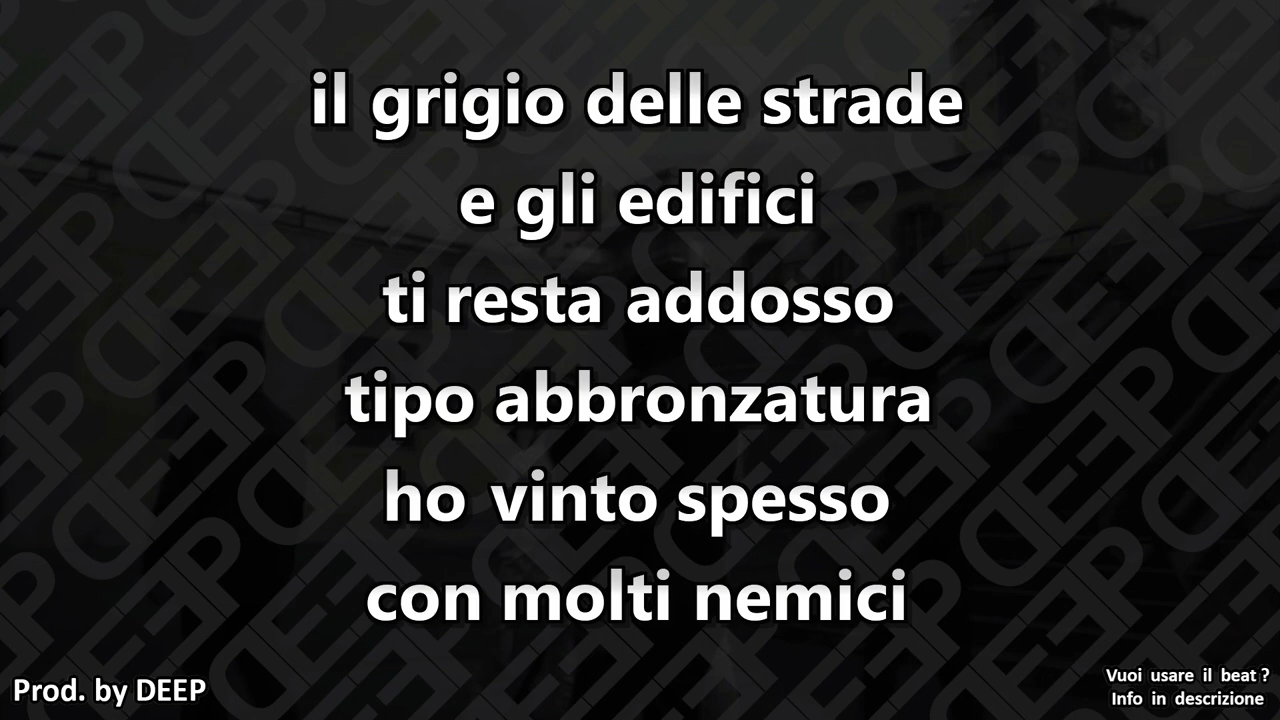 il grigio delle strade
e gli edifici
ti resta addosso
tipo abbronzatura
ho vinto spesso
con molti nemici
Prod. by DEEP
Vuoi usare il beat ?
Info in descrizione